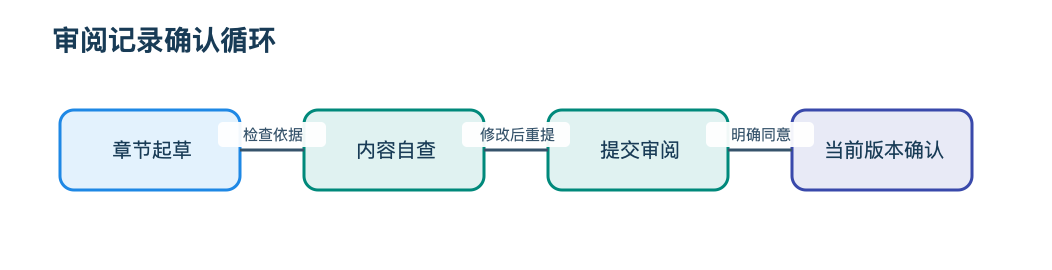 审阅记录确认循环
章节起草
检查依据
内容自查
修改后重提
提交审阅
明确同意
当前版本确认